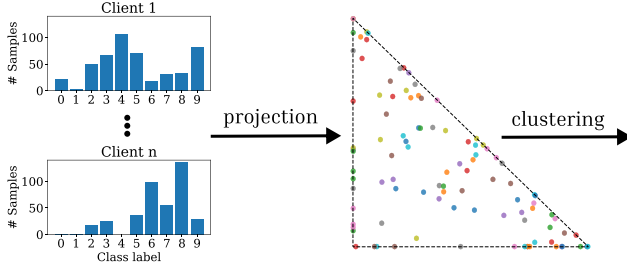 Client 1
# Samples
100
50
0
0 1 2 3 4 5 6 7 8 9
projection
clustering
Client n
# Samples
100
50
0
0 1 2 3 4 5 6 7 8 9
Class label